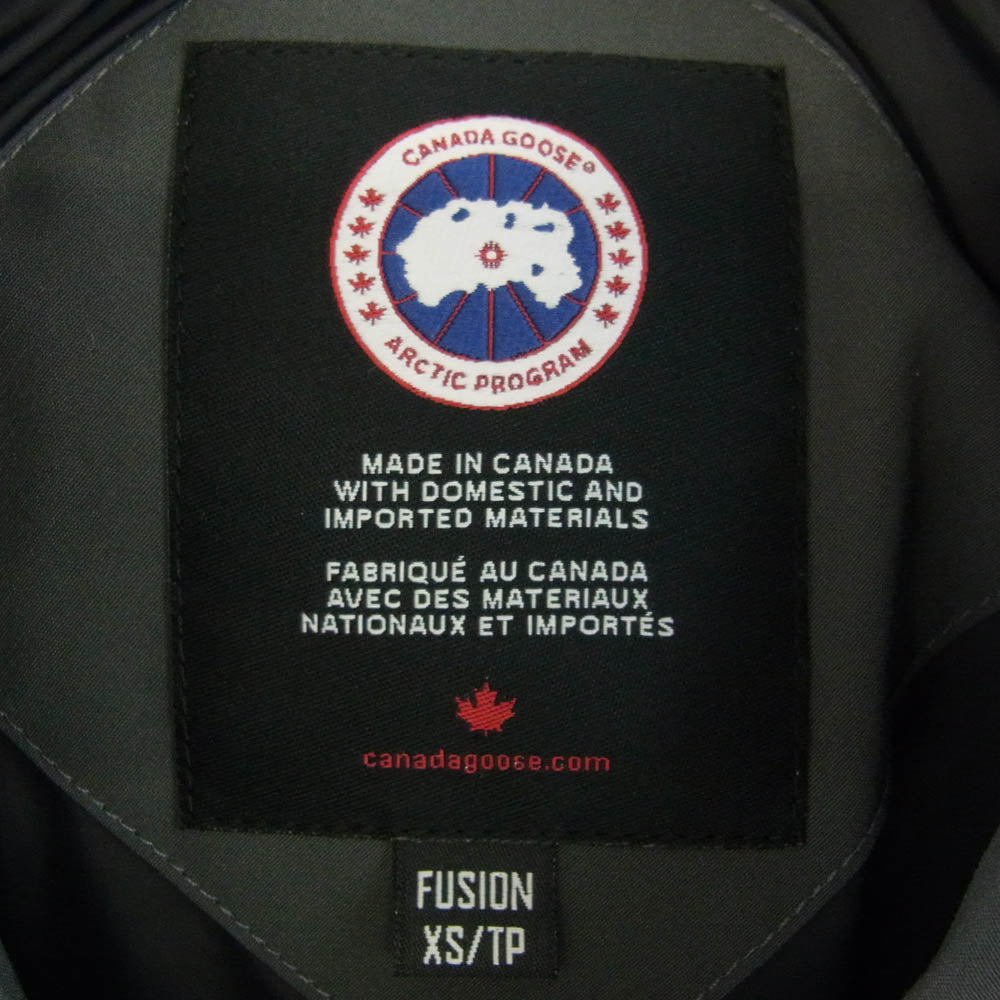 CANADA GOOSE®
ARCTIC PROGRAM
MADE IN CANADA
WITH DOMESTIC AND
IMPORTED MATERIALS
FABRIQUÉ AU CANADA
AVEC DES MATERIAUX
NATIONAUX ET IMPORTÉS
canadagoose.com
FUSION
XS/TP